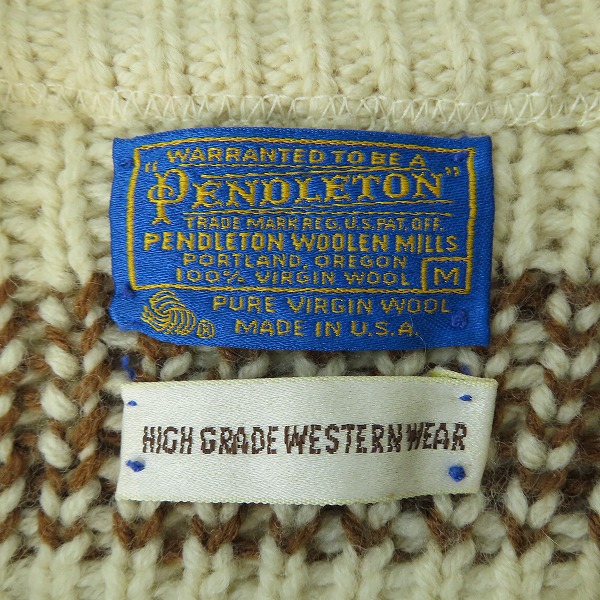 WARRANTED TO BE A
"PENDLETON"
TRADE MARK REG. U.S. PAT. OFF.
PENDLETON WOOLEN MILLS
PORTLAND, OREGON
100% VIRGIN WOOL M
PURE VIRGIN WOOL
® MADE IN U.S.A.
HIGH GRADE WESTERN WEAR